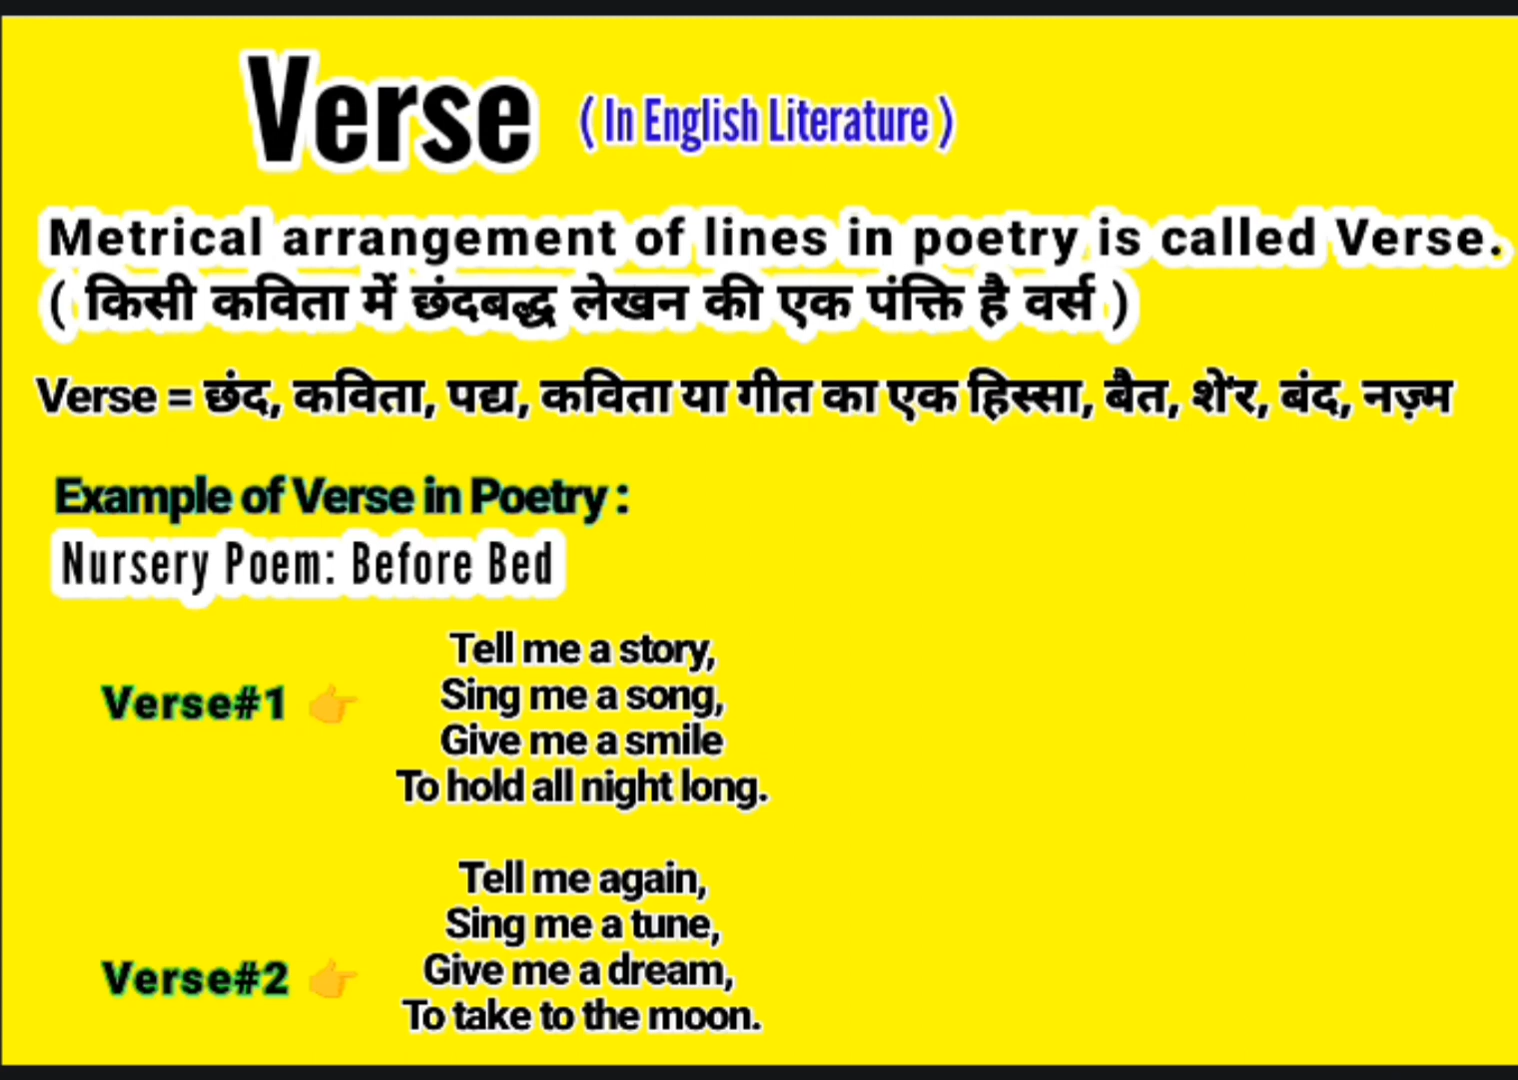 Verse ( In English Literature )
Metrical arrangement of lines in poetry is called Verse.
( किसी कविता में छंदबद्ध लेखन की एक पंक्ति है वर्स )
Verse = छंद, कविता, पद्य, कविता या गीत का एक हिस्सा, बैत, शे'र, बंद, नज़्म
Example of Verse in Poetry :
Nursery Poem: Before Bed
Verse#1 👉
Tell me a story,
Sing me a song,
Give me a smile
To hold all night long.
Verse#2 👉
Tell me again,
Sing me a tune,
Give me a dream,
To take to the moon.